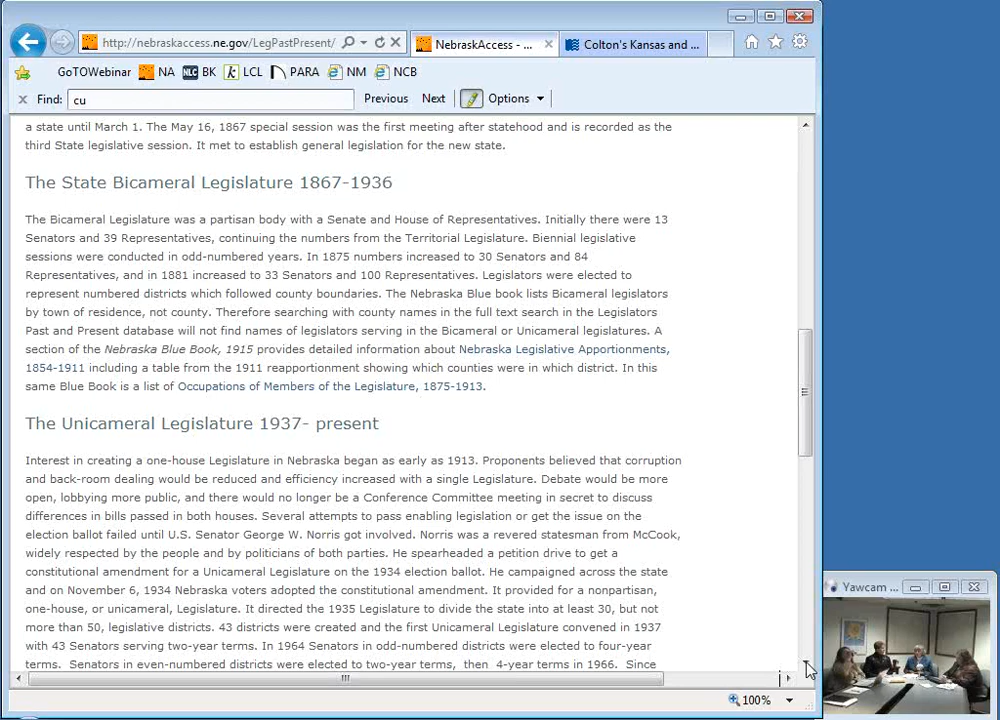 http://nebraskaccess.ne.gov/LegPastPresent/
NebraskAccess - ...
Colton's Kansas and ...
GoTOWebinar NA NLC BK k LCL PARA NM NCB
Find: cu Previous Next Options
a state until March 1. The May 16, 1867 special session was the first meeting after statehood and is recorded as the
third State legislative session. It met to establish general legislation for the new state.
The State Bicameral Legislature 1867-1936
The Bicameral Legislature was a partisan body with a Senate and House of Representatives. Initially there were 13
Senators and 39 Representatives, continuing the numbers from the Territorial Legislature. Biennial legislative
sessions were conducted in odd-numbered years. In 1875 numbers increased to 30 Senators and 84
Representatives, and in 1881 increased to 33 Senators and 100 Representatives. Legislators were elected to
represent numbered districts which followed county boundaries. The Nebraska Blue book lists Bicameral legislators
by town of residence, not county. Therefore searching with county names in the full text search in the Legislators
Past and Present database will not find names of legislators serving in the Bicameral or Unicameral legislatures. A
section of the Nebraska Blue Book, 1915 provides detailed information about Nebraska Legislative Apportionments,
1854-1911 including a table from the 1911 reapportionment showing which counties were in which district. In this
same Blue Book is a list of Occupations of Members of the Legislature, 1875-1913.
The Unicameral Legislature 1937- present
Interest in creating a one-house Legislature in Nebraska began as early as 1913. Proponents believed that corruption
and back-room dealing would be reduced and efficiency increased with a single Legislature. Debate would be more
open, lobbying more public, and there would no longer be a Conference Committee meeting in secret to discuss
differences in bills passed in both houses. Several attempts to pass enabling legislation or get the issue on the
election ballot failed until U.S. Senator George W. Norris got involved. Norris was a revered statesman from McCook,
widely respected by the people and by politicians of both parties. He spearheaded a petition drive to get a
constitutional amendment for a Unicameral Legislature on the 1934 election ballot. He campaigned across the state
and on November 6, 1934 Nebraska voters adopted the constitutional amendment. It provided for a nonpartisan,
one-house, or unicameral, Legislature. It directed the 1935 Legislature to divide the state into at least 30, but not
more than 50, legislative districts. 43 districts were created and the first Unicameral Legislature convened in 1937
with 43 Senators serving two-year terms. In 1964 Senators in odd-numbered districts were elected to four-year
terms. Senators in even-numbered districts were elected to two-year terms, then 4-year terms in 1966. Since
100%
Yawcam ...